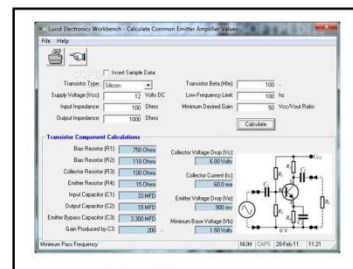 Lucid Electronics Workbench - Calculate Common Emitter Amplifier Values
File Help
Insert Sample Data
Transistor Type: Silicon
Transistor Beta (Hfe): 100
Supply Voltage (Vcc): 12 Volts DC
Low Frequency Limit: 100 hz
Input Impedance: 100 Ohms
Minimum Desired Gain: 50 Vcc/Vout Ratio
Output Impedance: 1000 Ohms
Calculate
Transistor Component Calculations
Bias Resistor (R1): 750 Ohms
Collector Voltage Drop (Vc): 6.00 Volts
Bias Resistor (R2): 110 Ohms
Collector Resistor (R3): 100 Ohms
Collector Current (Ic): 60.0 ma
Emitter Resistor (R4): 15 Ohms
Input Capacitor (C1): 33 MFD
Emitter Voltage Drop (Ve): 900 mv
Output Capacitor (C2): 15 MFD
Emitter Bypass Capacitor (C3): 3,300 MFD
Minimum Base Voltage (Vb): 1.50 Volts
Gain Produced by C3: 200
Minimum Pass Frequency
NUM CAPS 28-Feb-11 11:21